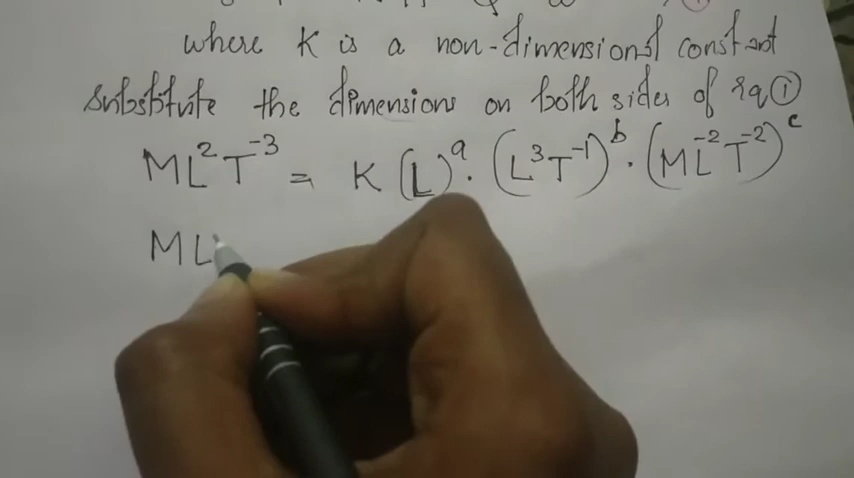 where K is a non-dimensional constant
substitute the dimensions on both sides of eq ①
ML²T⁻³ = K (L)ᵃ · (L³T⁻¹)ᵇ · (ML⁻²T⁻²)ᶜ
ML